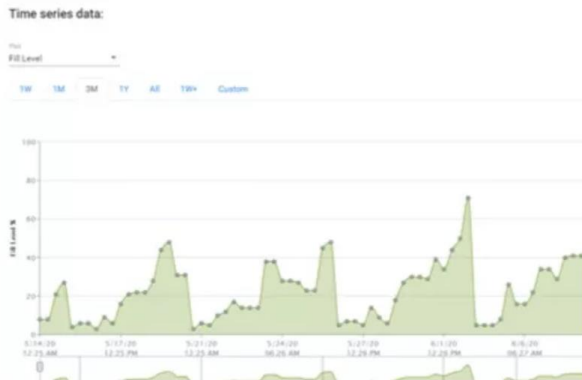 Time series data:
Plot
Fill Level
1W 1M 3M 1Y All 1W+ Custom
100
80
60
40
20
0
Fill Level %
5/14/20 5/17/20 5/21/20 5/24/20 5/27/20 6/1/20 6/6/20
12:25 PM 12:25 AM 06:26 AM 12:26 PM 12:26 PM 06:27 AM